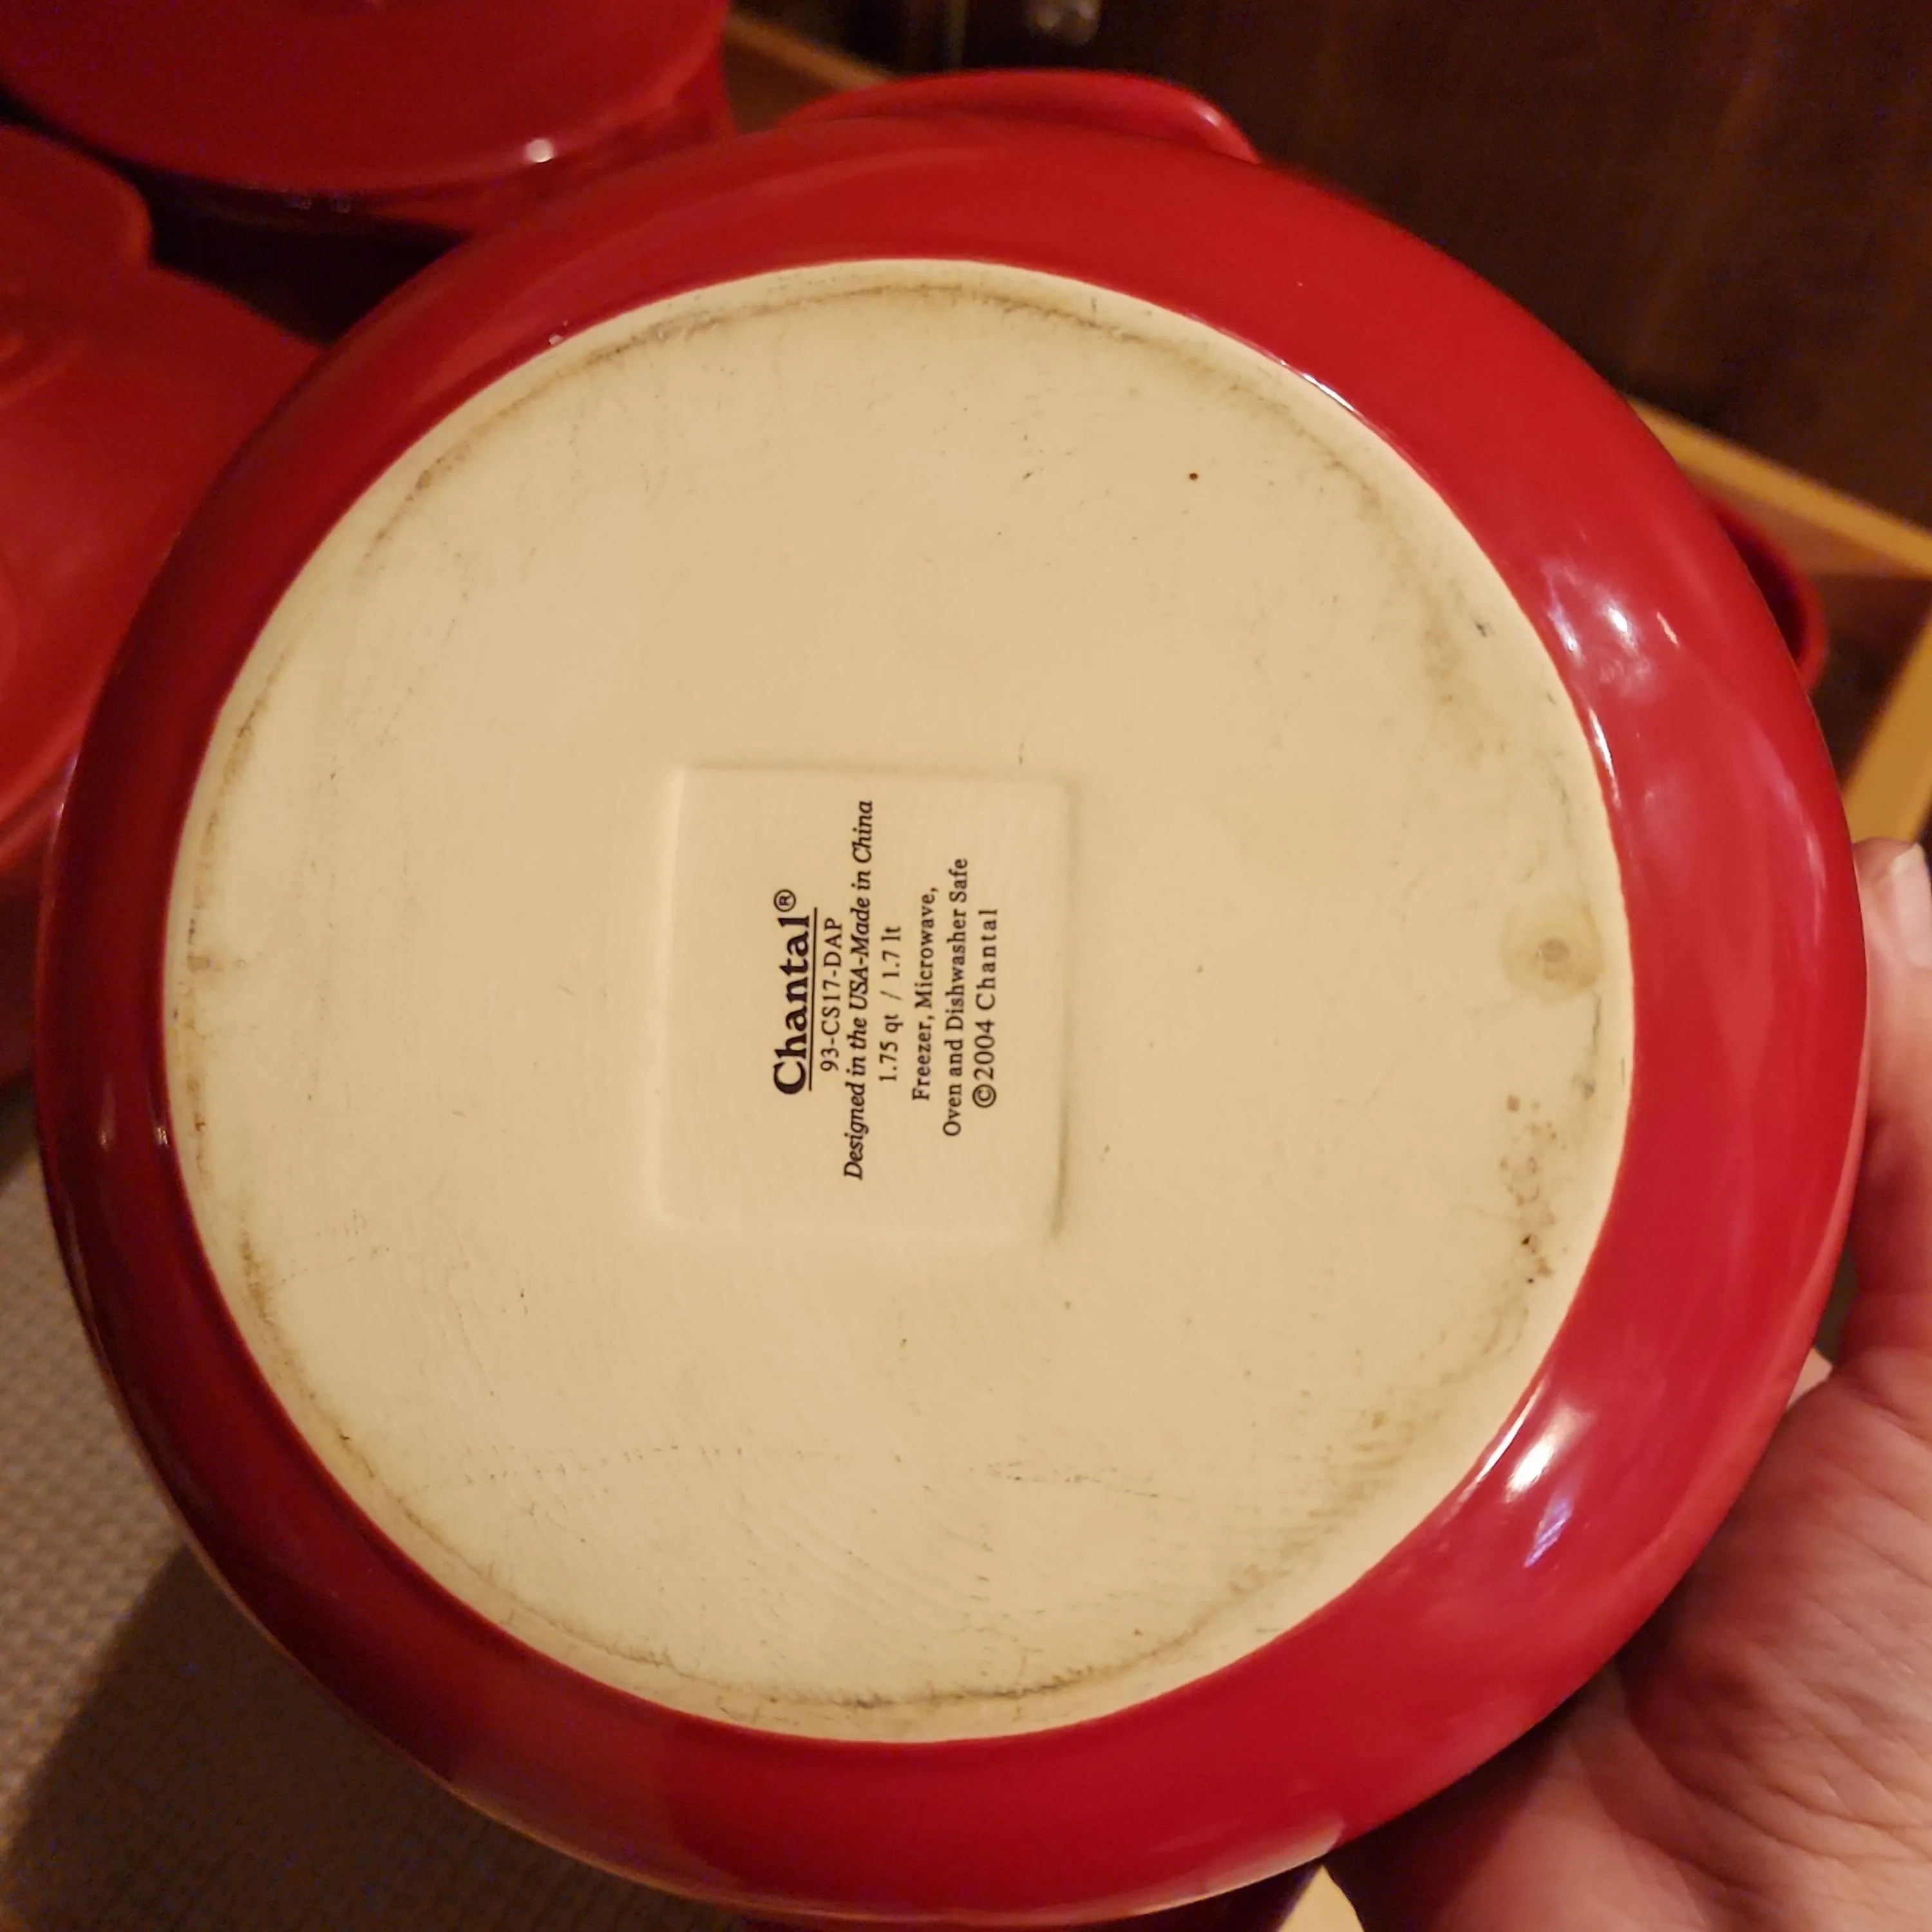 Chantal®
93-CS17-DAP
Designed in the USA-Made in China
1.75 qt / 1.7 lt
Freezer, Microwave,
Oven and Dishwasher Safe
©2004 Chantal